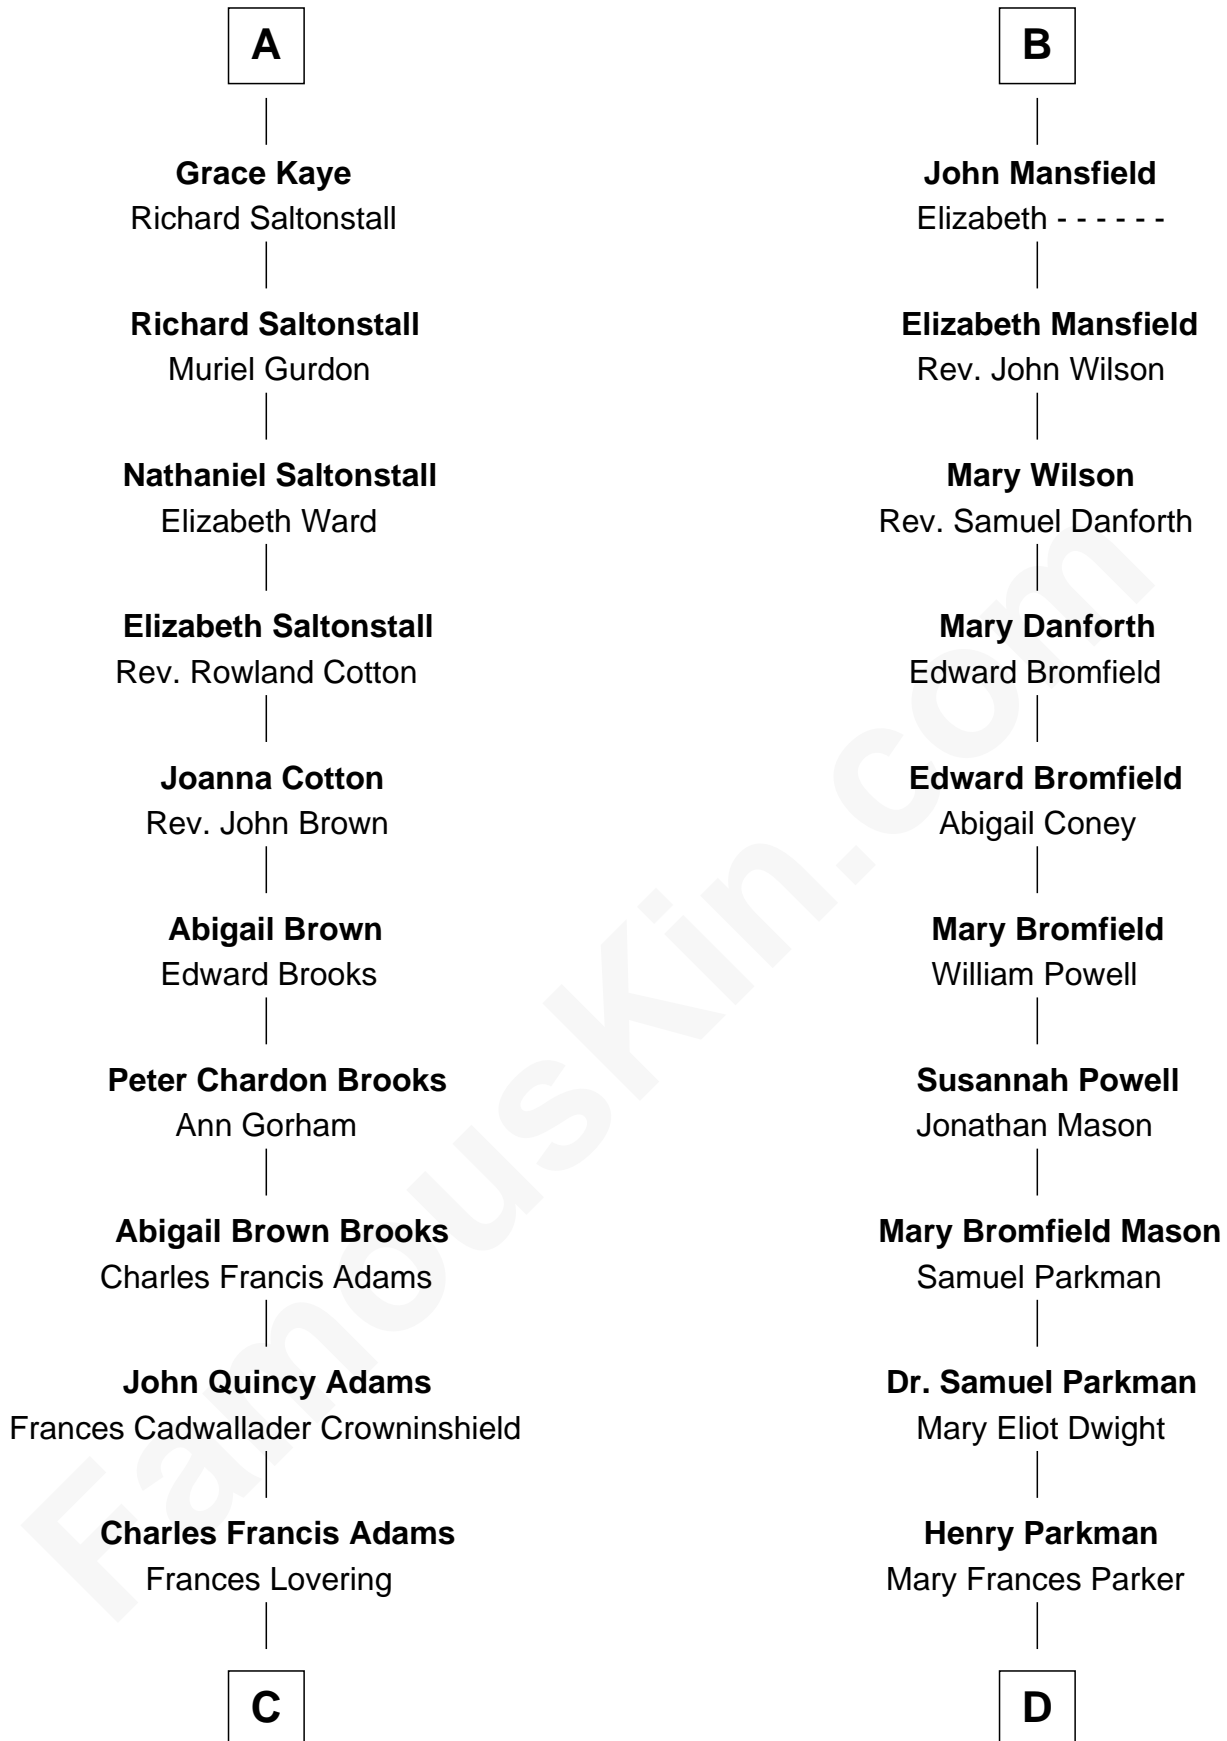 A
Grace Kaye
Richard Saltonstall
Richard Saltonstall
Muriel Gurdon
Nathaniel Saltonstall
Elizabeth Ward
Elizabeth Saltonstall
Rev. Rowland Cotton
Joanna Cotton
Rev. John Brown
Abigail Brown
Edward Brooks
Peter Chardon Brooks
Ann Gorham
Abigail Brown Brooks
Charles Francis Adams
John Quincy Adams
Frances Cadwallader Crowninshield
Charles Francis Adams
Frances Lovering
C
B
John Mansfield
Elizabeth - - - - - -
Elizabeth Mansfield
Rev. John Wilson
Mary Wilson
Rev. Samuel Danforth
Mary Danforth
Edward Bromfield
Edward Bromfield
Abigail Coney
Mary Bromfield
William Powell
Susannah Powell
Jonathan Mason
Mary Bromfield Mason
Samuel Parkman
Dr. Samuel Parkman
Mary Eliot Dwight
Henry Parkman
Mary Frances Parker
D
FamousKin.com